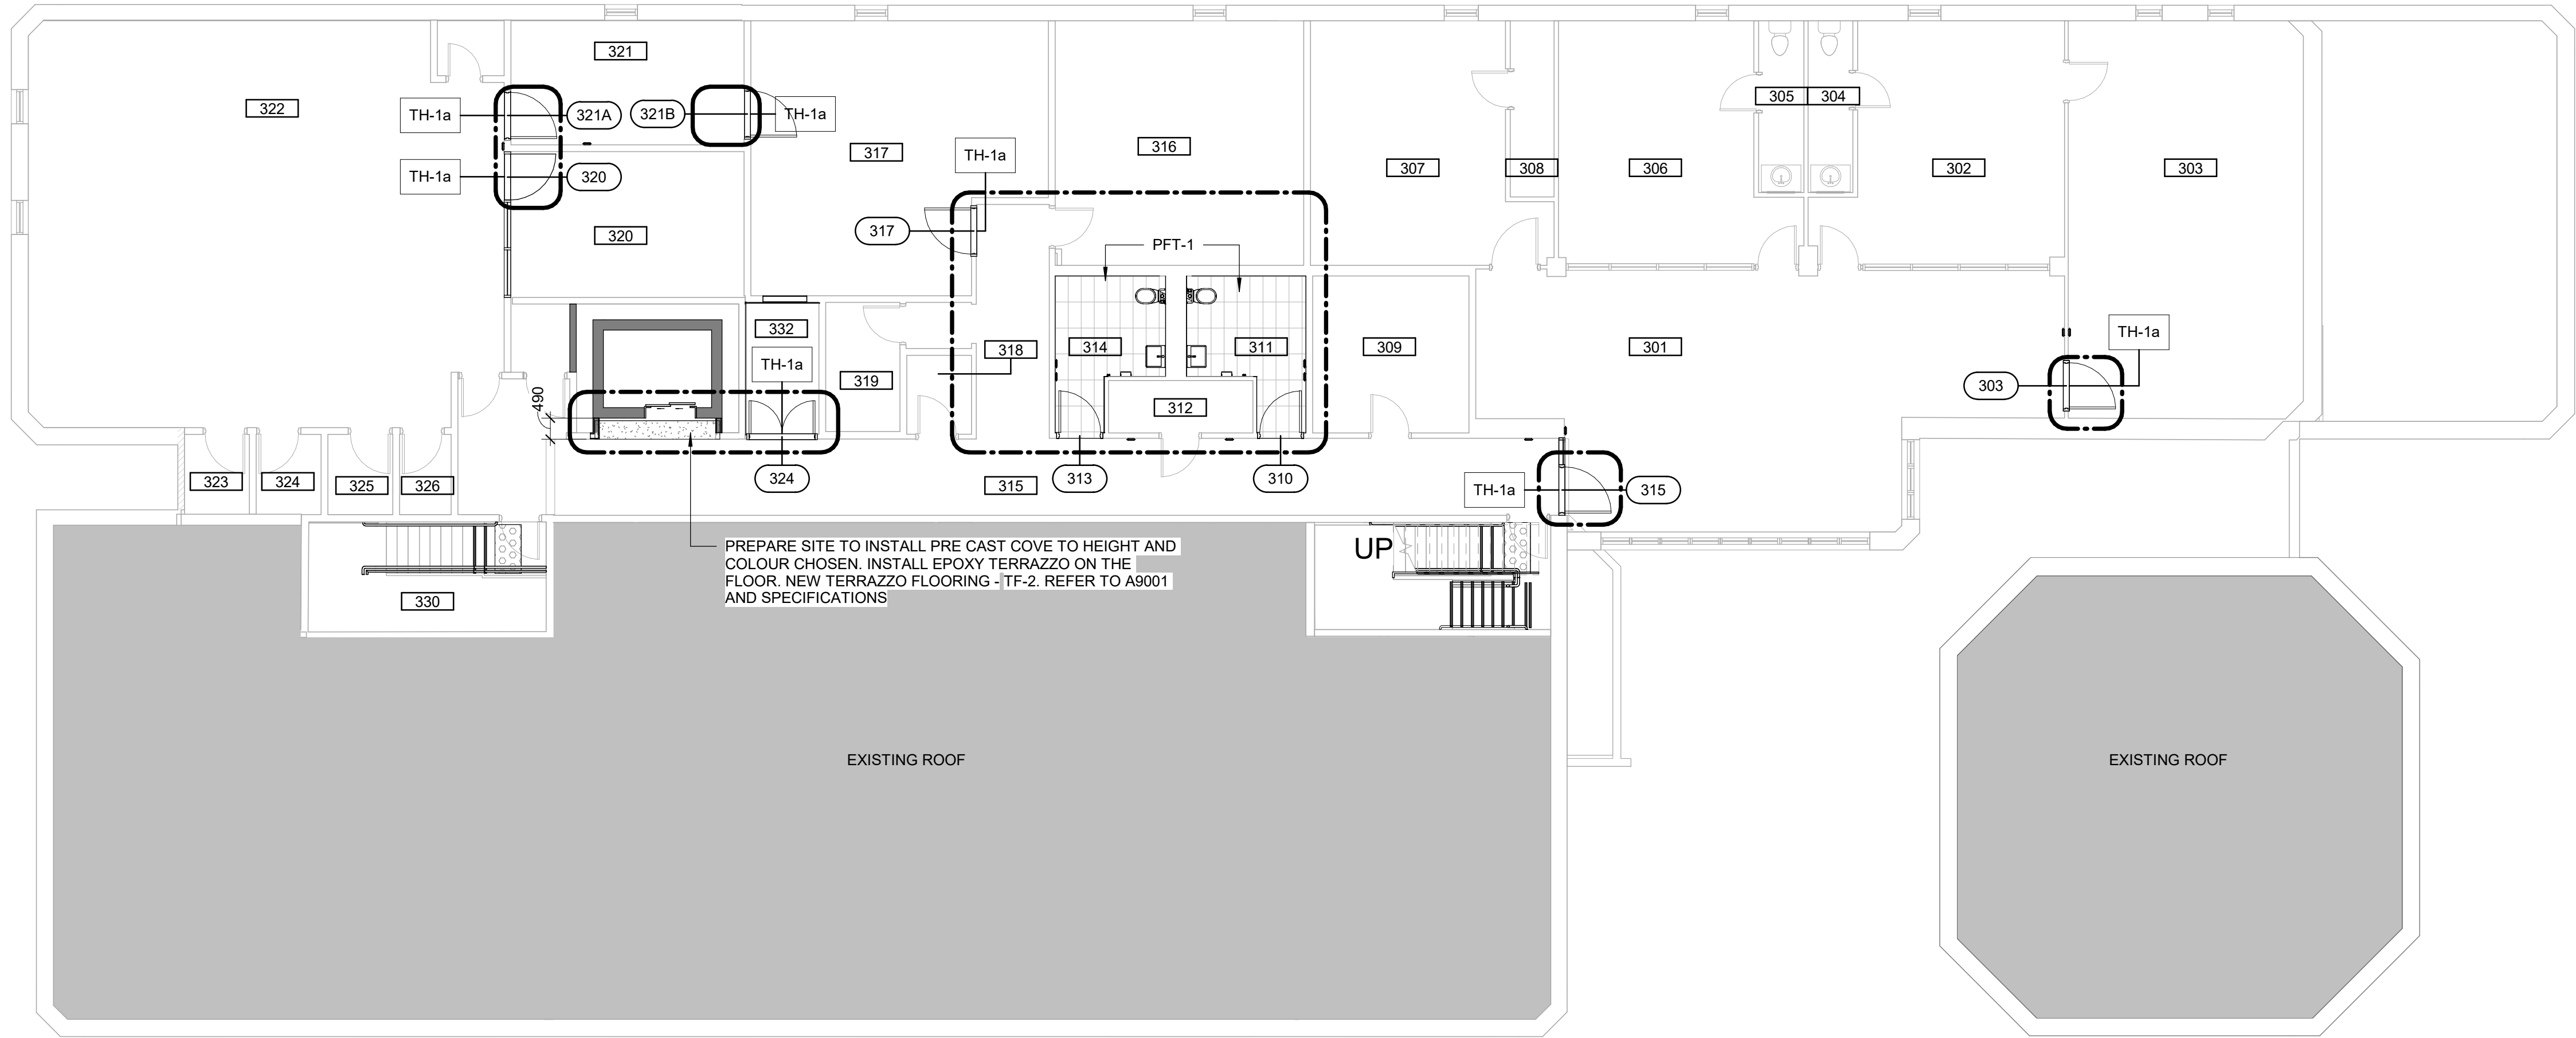 321
322
TH-1a
321A
321B
TH-1a
305
304
317
316
TH-1a
307
308
306
302
303
TH-1a
320
320
317
PFT-1
332
TH-1a
318
314
311
309
301
TH-1a
319
303
490
312
324
313
310
323
324
325
326
315
TH-1a
315
PREPARE SITE TO INSTALL PRE CAST COVE TO HEIGHT AND
COLOUR CHOSEN. INSTALL EPOXY TERRAZZO ON THE
FLOOR. NEW TERRAZZO FLOORING - TF-2. REFER TO A9001
AND SPECIFICATIONS
UP
330
EXISTING ROOF
EXISTING ROOF